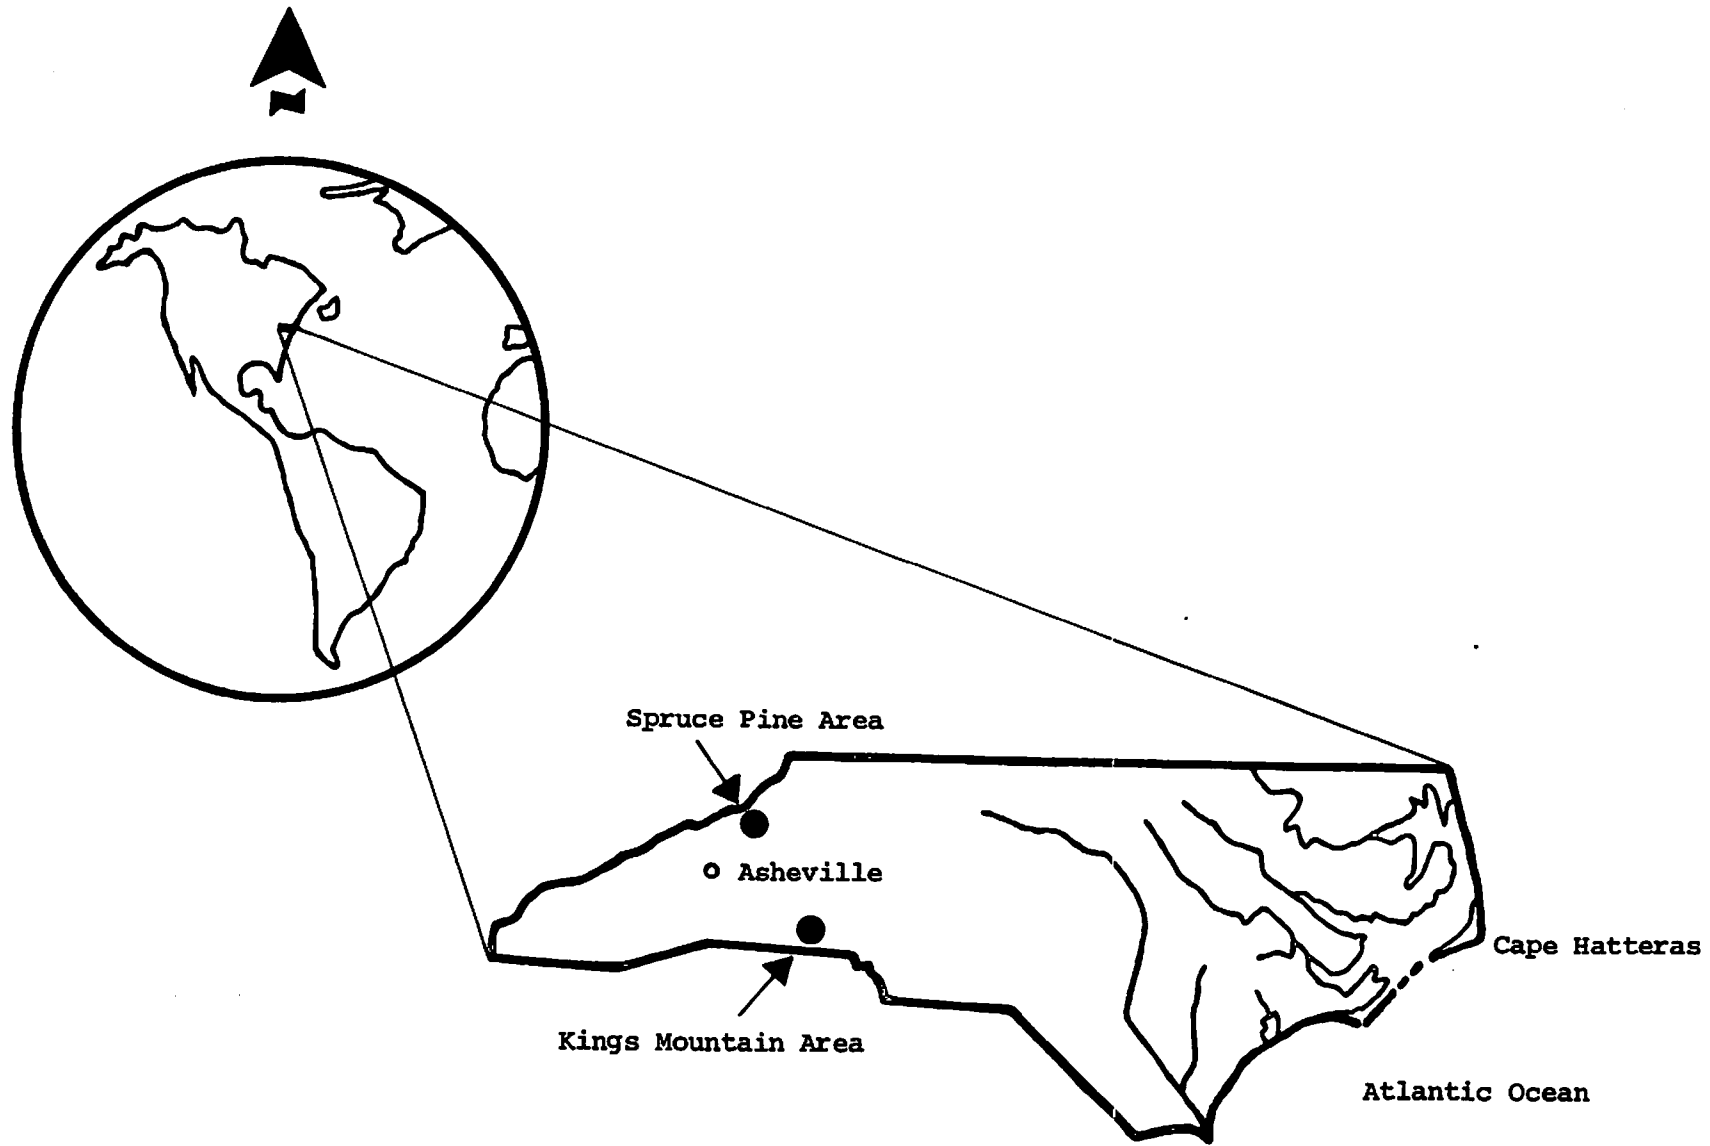 Spruce Pine Area
Asheville
Cape Hatteras
Kings Mountain Area
Atlantic Ocean